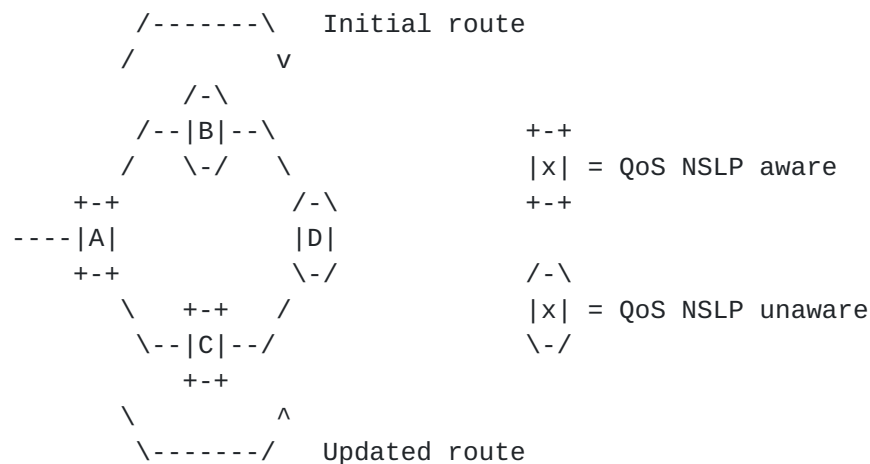 /-------\   Initial route
        /         v
            /-\
         /--|B|--\                +-+
        /   \-/   \               |x| = QoS NSLP aware
     +-+           /-\            +-+
 ----|A|           |D|
     +-+           \-/            /-\
        \   +-+   /               |x| = QoS NSLP unaware
         \--|C|--/                \-/
            +-+
        \         ^
         \-------/   Updated route